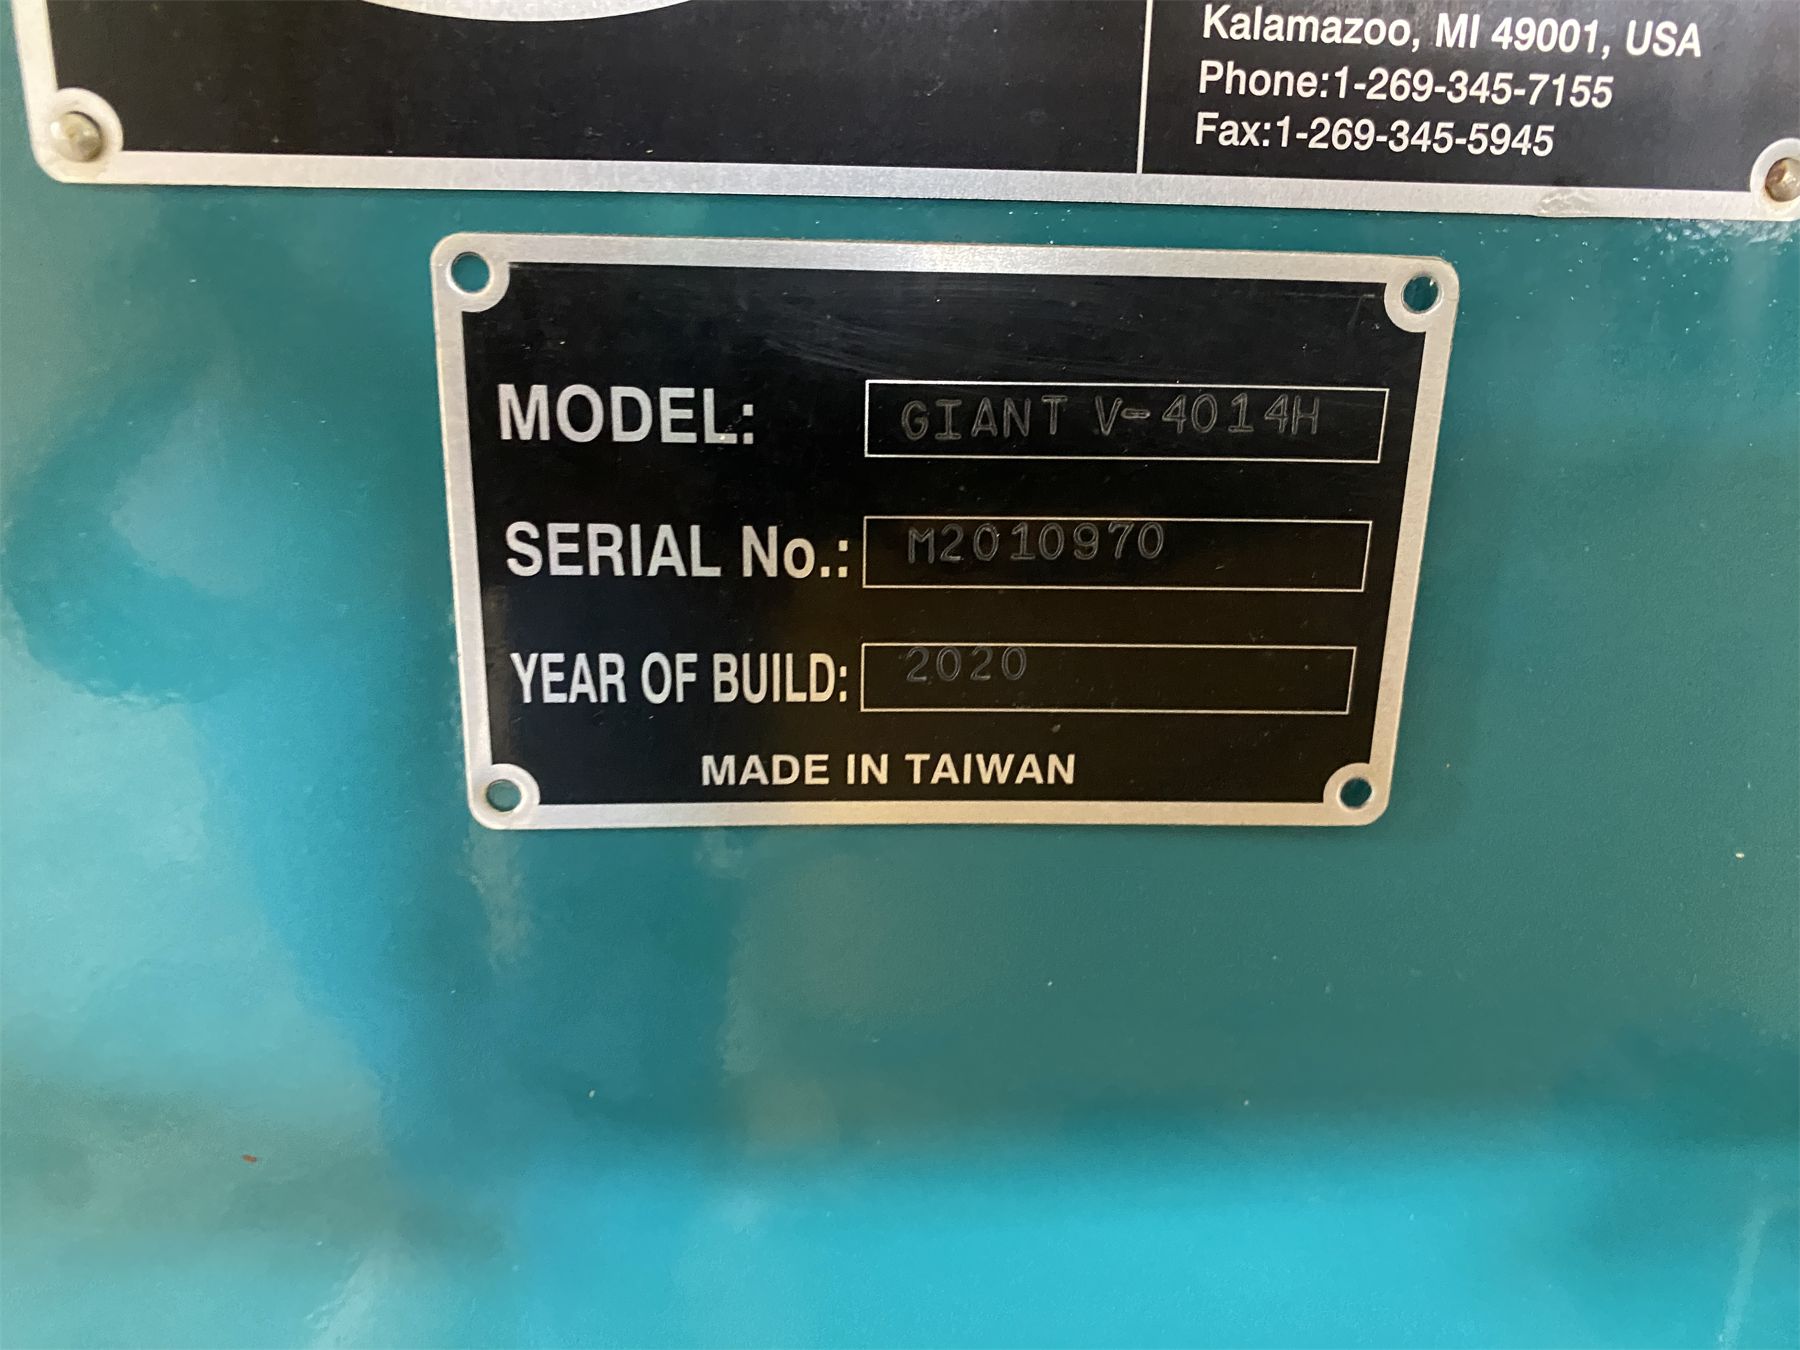 Kalamazoo, MI 49001, USA
Phone:1-269-345-7155
Fax:1-269-345-5945
MODEL: GIANT V-4014H
SERIAL No.: M2010970
YEAR OF BUILD: 2020
MADE IN TAIWAN